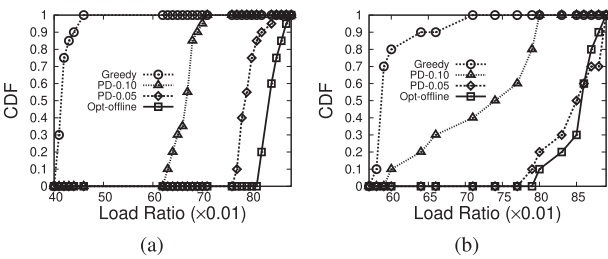 1
0.9
0.8
0.7
0.6
0.5
0.4
0.3
0.2
0.1
0
CDF
Greedy
PD-0.10
PD-0.05
Opt-offline
40 50 60 70 80
Load Ratio (×0.01)
(a)
1
0.9
0.8
0.7
0.6
0.5
0.4
0.3
0.2
0.1
0
CDF
Greedy
PD-0.10
PD-0.05
Opt-offline
60 65 70 75 80 85
Load Ratio (×0.01)
(b)